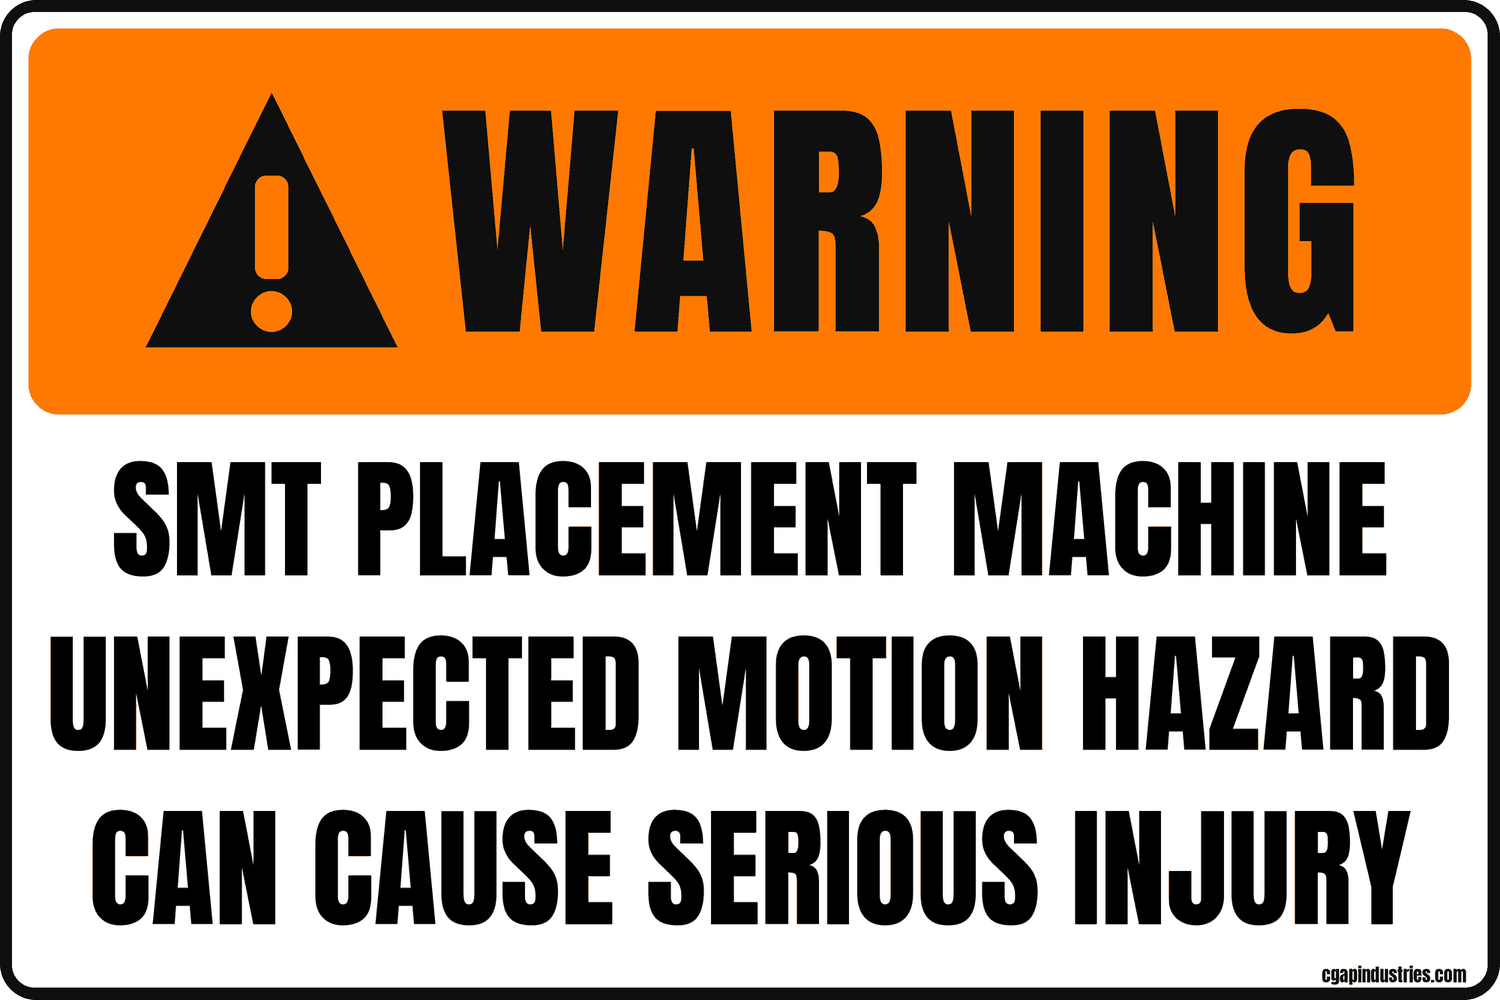 WARNING
SMT PLACEMENT MACHINE
UNEXPECTED MOTION HAZARD
CAN CAUSE SERIOUS INJURY
cgapindustries.com